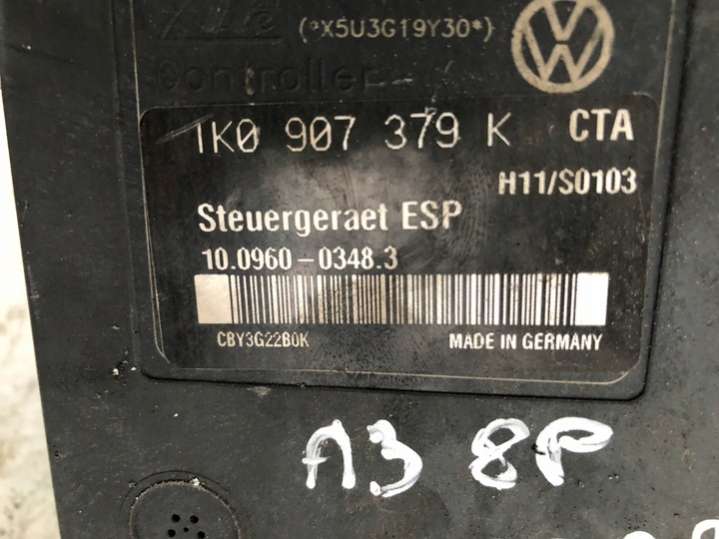 (*X5U3G19Y30*)
Controller
1K0 907 379 K CTA
H11/S0103
Steuergeraet ESP
10.0960-0348.3
CBY3G22B0K MADE IN GERMANY
A3 8P